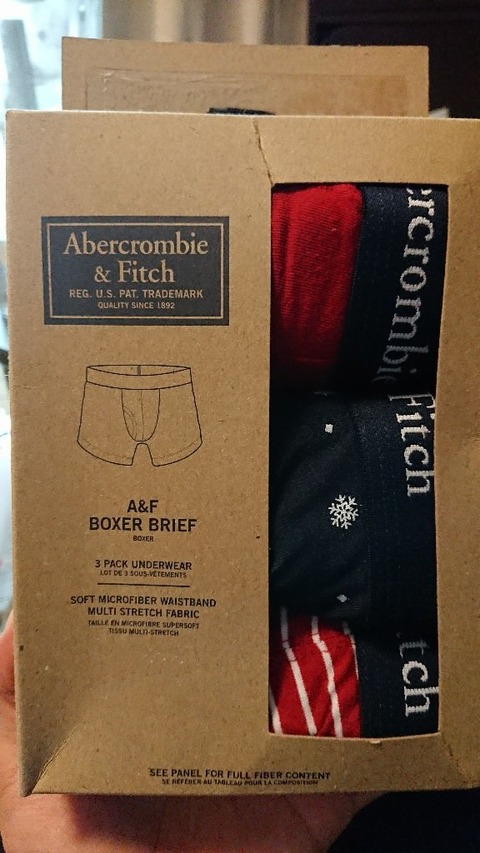 Abercrombie
& Fitch
REG. U.S. PAT. TRADEMARK
QUALITY SINCE 1892
A&F
BOXER BRIEF
BOXER
3 PACK UNDERWEAR
LOT DE 3 SOUS-VÊTEMENTS
SOFT MICROFIBER WAISTBAND
MULTI STRETCH FABRIC
TAILLE EN MICROFIBRE SUPERSOFT
TISSU MULTI-STRETCH
SEE PANEL FOR FULL FIBER CONTENT
SE RÉFÉRER AU TABLEAU POUR LA COMPOSITION
rcrombie
Fitch
tch